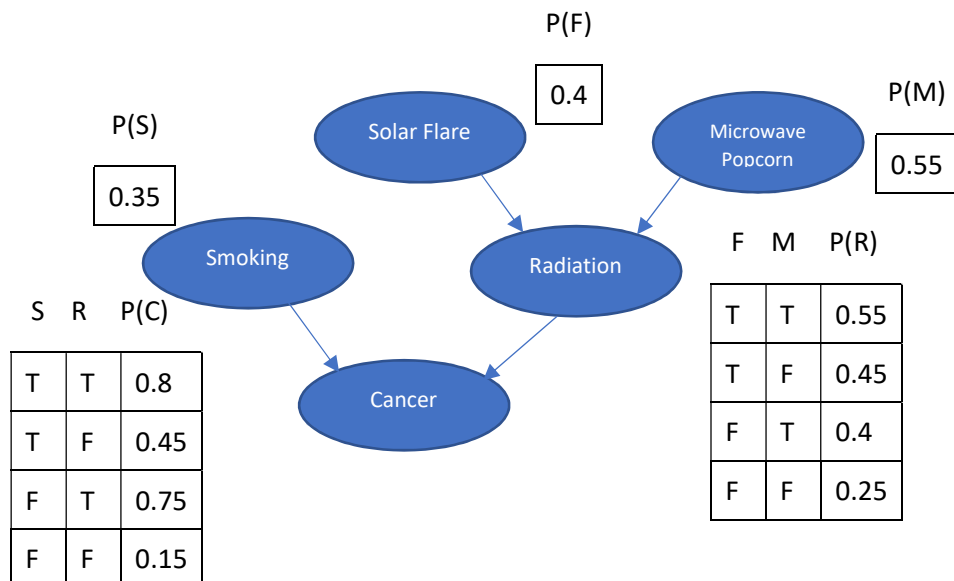 P(F)
0.4
P(M)
0.55
P(S)
0.35
Solar Flare
Microwave
Popcorn
Smoking
Radiation
Cancer
S R P(C)
T T 0.8
T F 0.45
F T 0.75
F F 0.15
F M P(R)
T T 0.55
T F 0.45
F T 0.4
F F 0.25